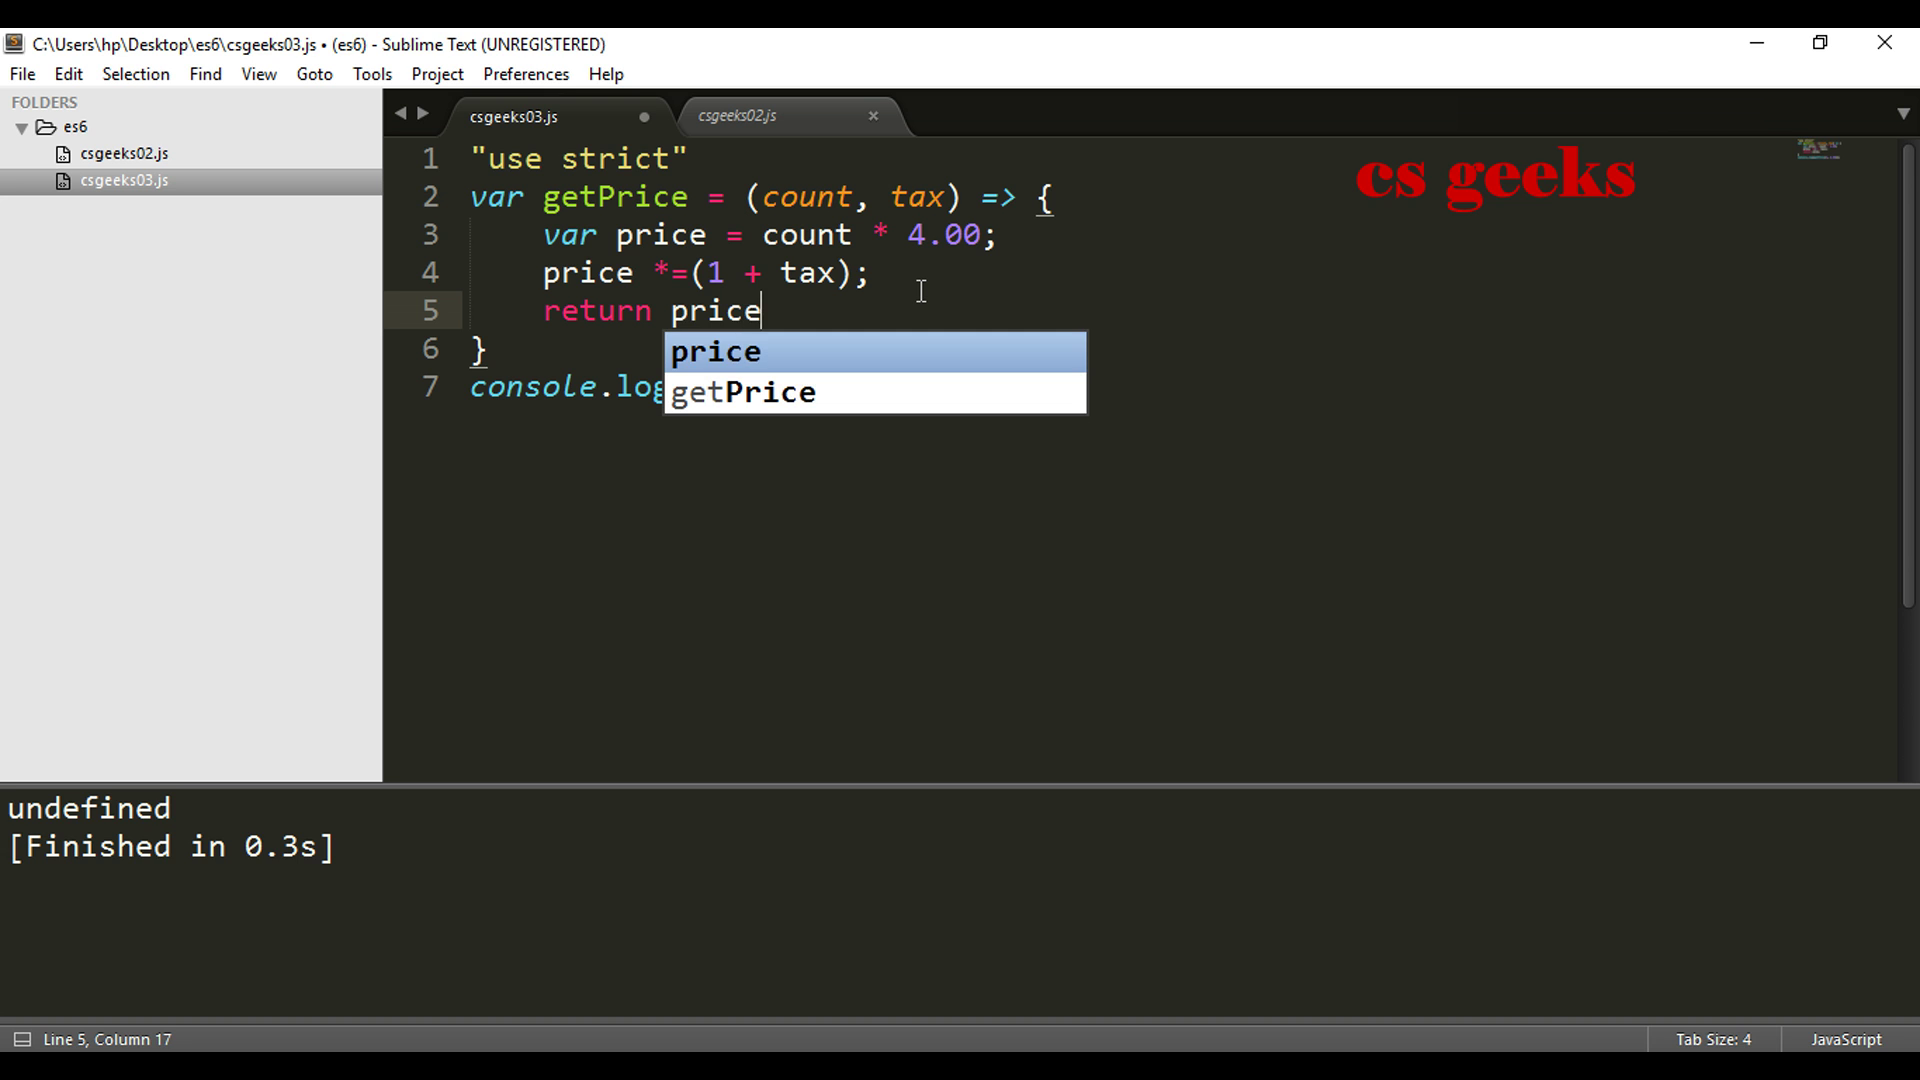 C:\Users\hp\Desktop\es6\csgeeks03.js • (es6) - Sublime Text (UNREGISTERED)
File Edit Selection Find View Goto Tools Project Preferences Help
FOLDERS
es6
csgeeks02.js
csgeeks03.js
csgeeks03.js csgeeks02.js
cs geeks
1 "use strict"
2 var getPrice = (count, tax) => {
3 var price = count * 4.00;
4 price *=(1 + tax);
5 return price
price
6 }
getPrice
7 console.log
undefined
[Finished in 0.3s]
Line 5, Column 17 Tab Size: 4 JavaScript